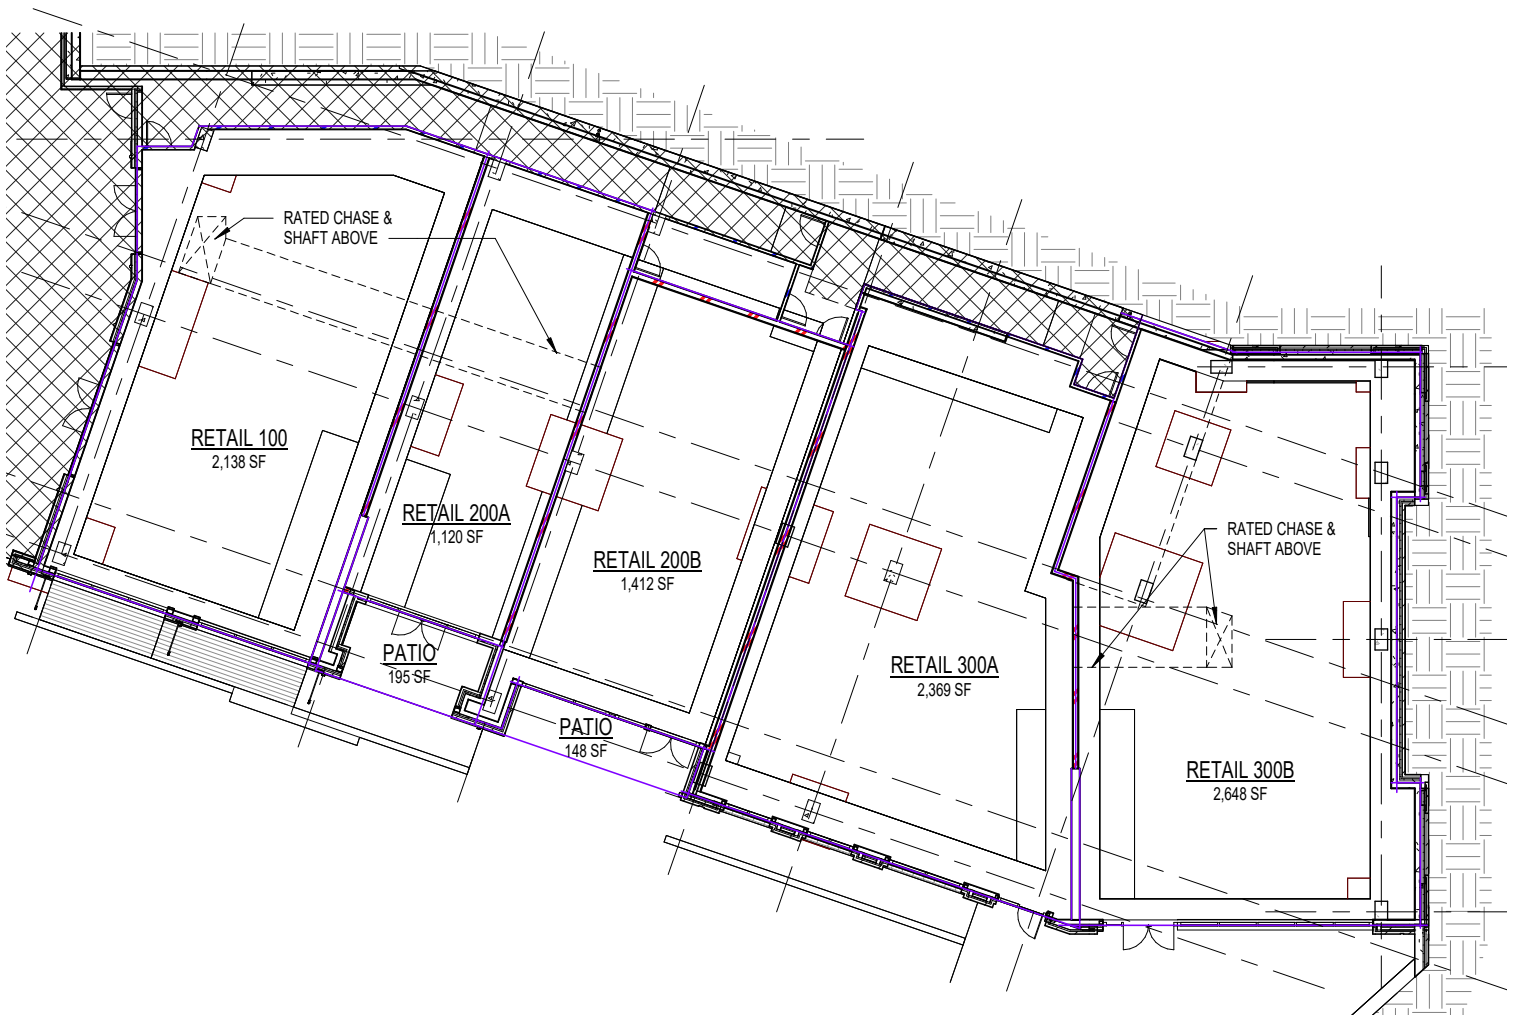 RATED CHASE &
SHAFT ABOVE
RETAIL 100
2,138 SF
RETAIL 200A
1,120 SF
RETAIL 200B
1,412 SF
PATIO
195 SF
PATIO
148 SF
RETAIL 300A
2,369 SF
RATED CHASE &
SHAFT ABOVE
RETAIL 300B
2,648 SF